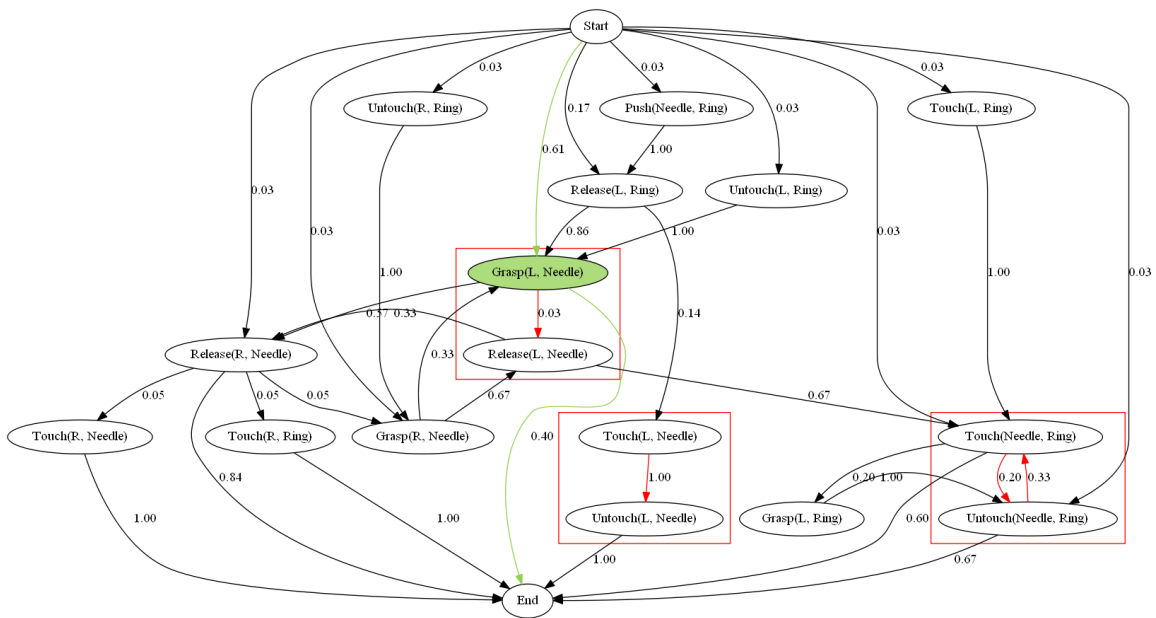 Start
0.03
0.03
0.03
Untouch(R, Ring)
0.17
Push(Needle, Ring)
0.03
Touch(L, Ring)
0.61
1.00
0.03
Release(L, Ring)
Untouch(L, Ring)
0.03
0.86
1.00
0.03
1.00
Grasp(L, Needle)
1.00
0.03
0.57
0.33
0.03
0.14
Release(R, Needle)
0.33
Release(L, Needle)
0.05
0.05
0.05
0.67
0.67
Touch(R, Needle)
Touch(R, Ring)
Grasp(R, Needle)
0.40
Touch(L, Needle)
Touch(Needle, Ring)
0.84
1.00
0.20
1.00
0.20
0.33
1.00
1.00
Untouch(L, Needle)
Grasp(L, Ring)
0.60
Untouch(Needle, Ring)
1.00
0.67
End